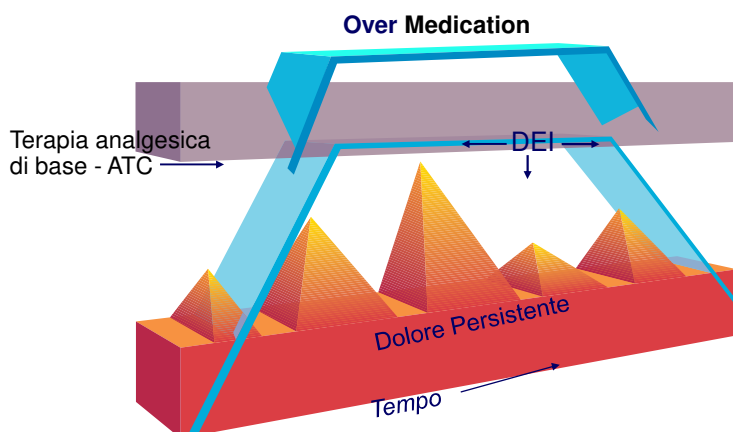 Over Medication
Terapia analgesica
di base - ATC
DEI
Dolore Persistente
Tempo